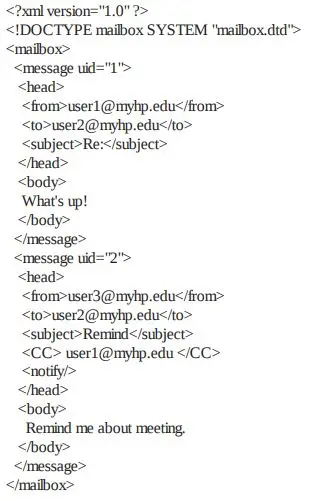 <?xml version="1.0" ?>
<!DOCTYPE mailbox SYSTEM "mailbox.dtd">
<mailbox>
<message uid="1">
<head>
<from>user1@myhp.edu</from>
<to>user2@myhp.edu</to>
<subject>Re:</subject>
</head>
<body>
What's up!
</body>
</message>
<message uid="2">
<head>
<from>user3@myhp.edu</from>
<to>user2@myhp.edu</to>
<subject>Remind</subject>
<CC> user1@myhp.edu </CC>
<notify/>
</head>
<body>
Remind me about meeting.
</body>
</message>
</mailbox>